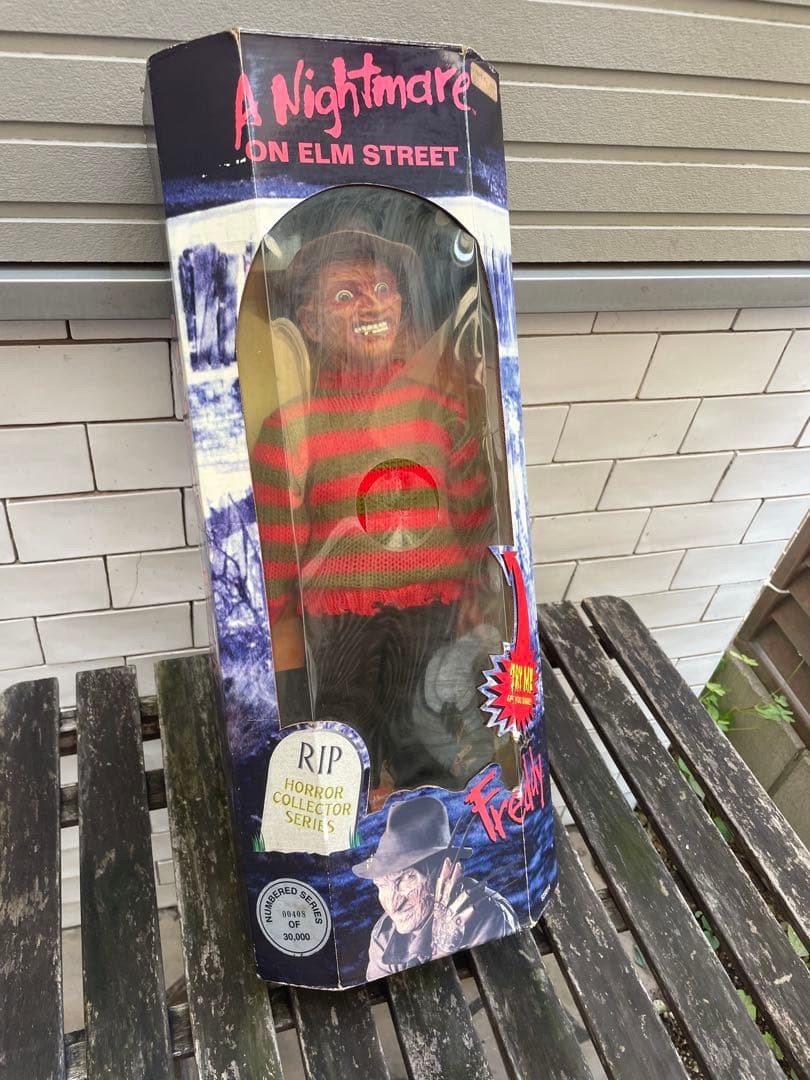 A Nightmare
ON ELM STREET
TRY ME
RIP
HORROR
COLLECTOR
SERIES
Freddy
NUMBERED SERIES
00408
OF
30,000